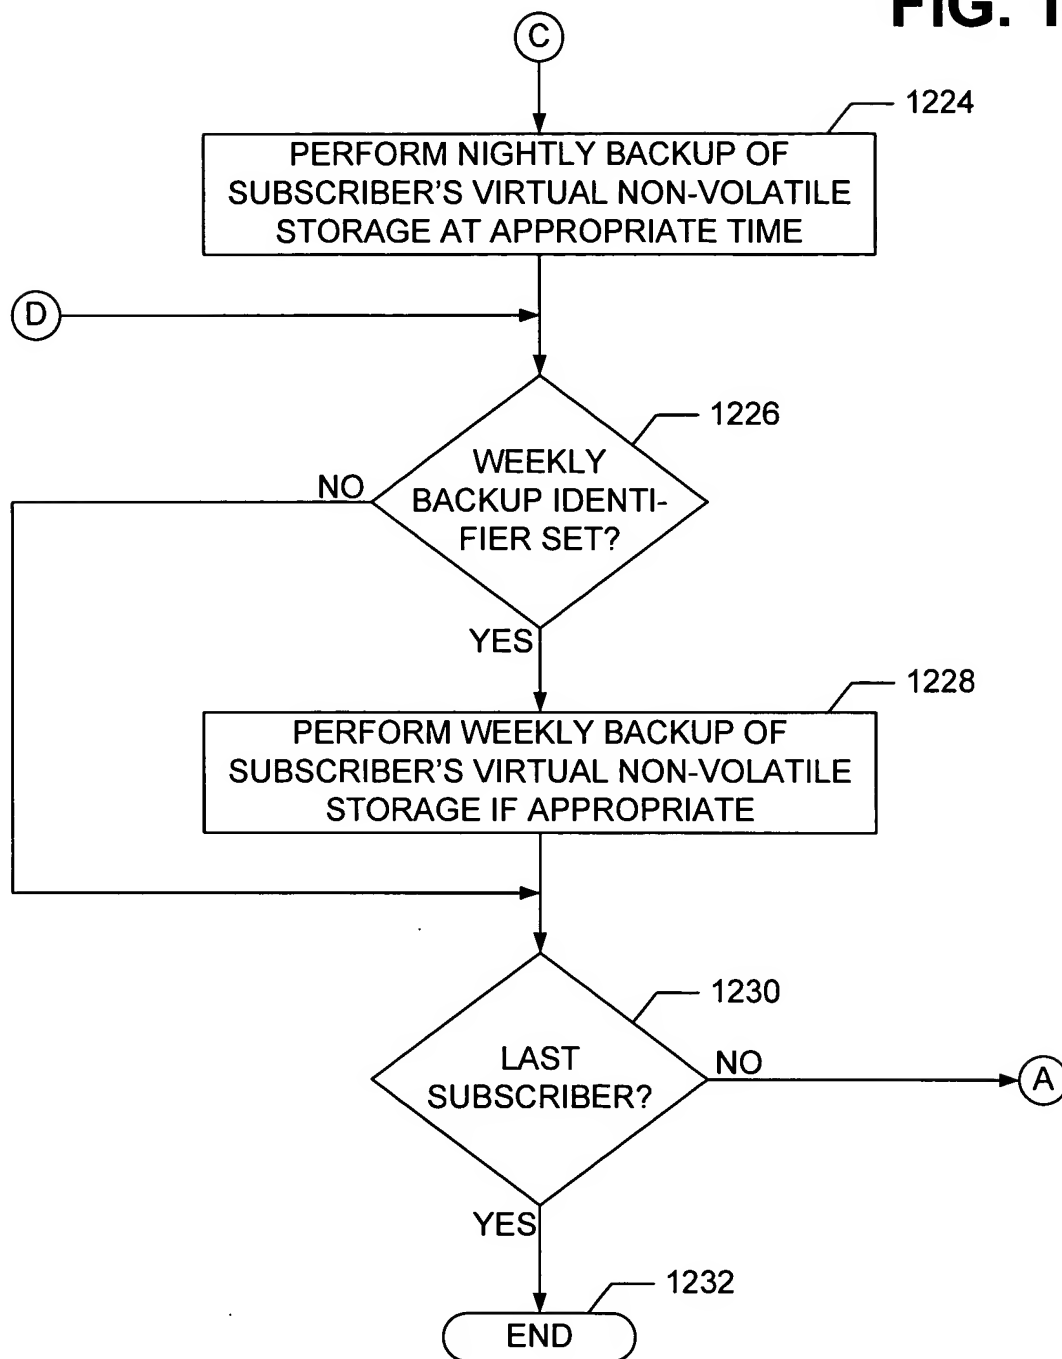 FIG. 1
C
1224
PERFORM NIGHTLY BACKUP OF
SUBSCRIBER'S VIRTUAL NON-VOLATILE
STORAGE AT APPROPRIATE TIME
D
1226
WEEKLY
BACKUP IDENTI-
FIER SET?
NO
YES
1228
PERFORM WEEKLY BACKUP OF
SUBSCRIBER'S VIRTUAL NON-VOLATILE
STORAGE IF APPROPRIATE
1230
LAST
SUBSCRIBER?
NO
A
YES
1232
END